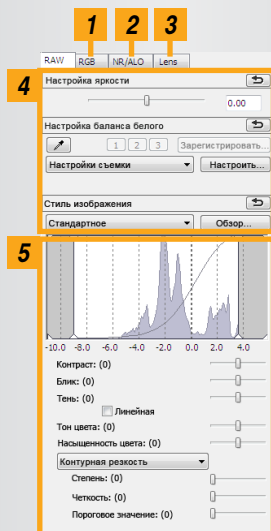 1 2 3
RAW RGB NR/ALO Lens
4
Настройка яркости
0.00
Настройка баланса белого
1 2 3 Зарегистрировать...
Настройки съемки Настроить...
Стиль изображения
Стандартное Обзор...
5
-10.0 -8.0 -6.0 -4.0 -2.0 0.0 2.0 4.0
Контраст: (0)
Блик: (0)
Тень: (0)
Линейная
Тон цвета: (0)
Насыщенность цвета: (0)
Контурная резкость
Степень: (0)
Четкость: (0)
Пороговое значение: (0)